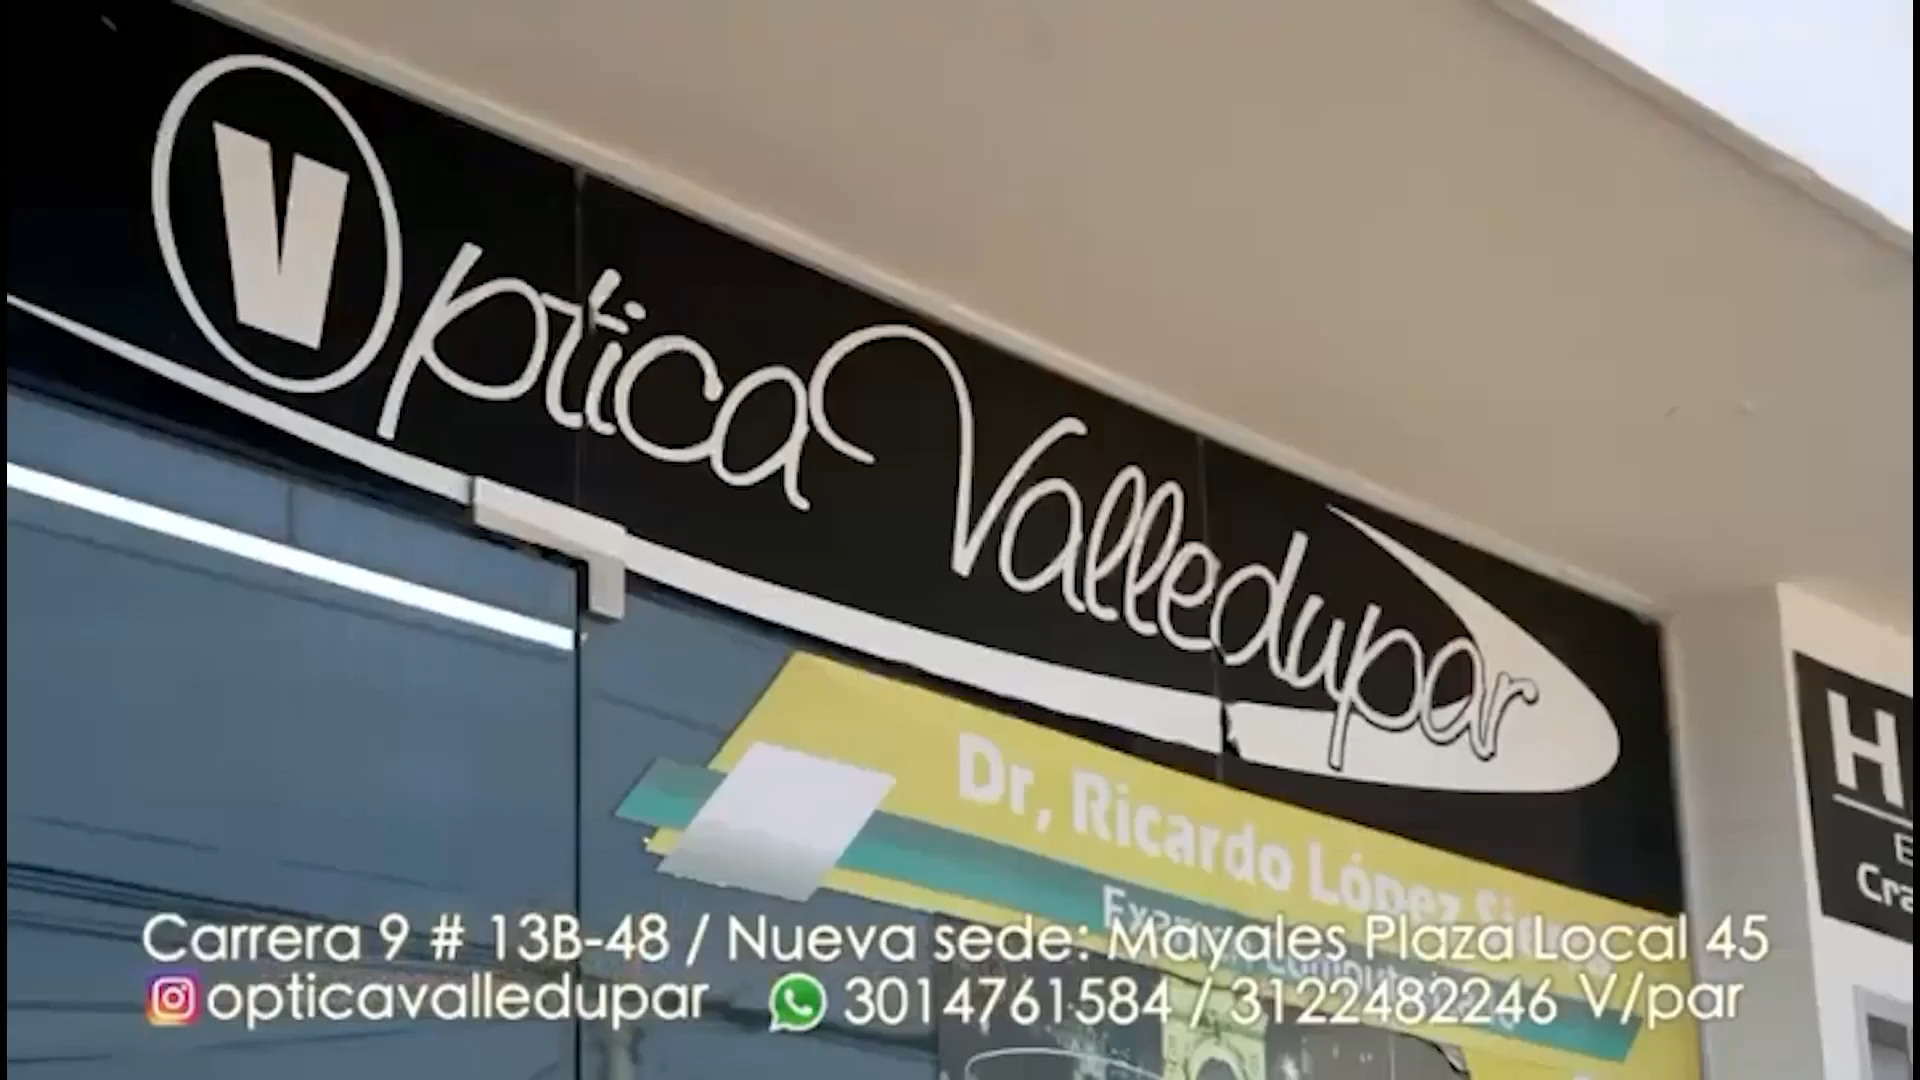 V
Optica Valledupar
Dr, Ricardo López
H
Carrera 9 # 13B-48 / Nueva sede: Mayales Plaza Local 45
opticavalledupar 3014761584 / 3122482246 V/par